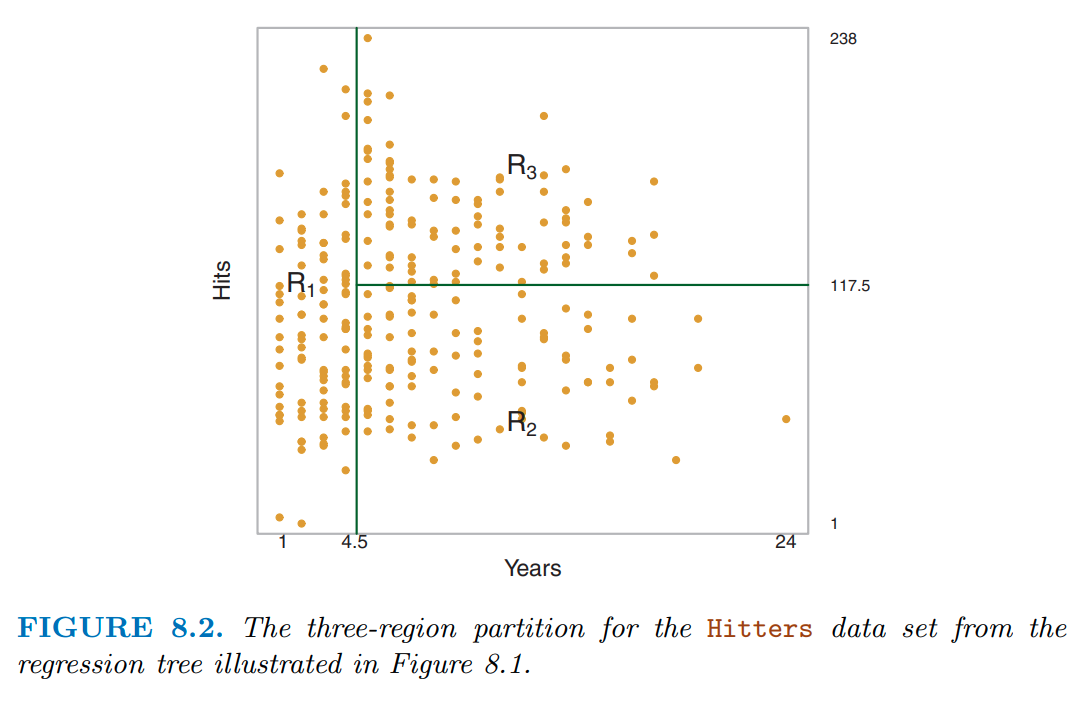 238
R3
Hits
R1
117.5
R2
1
1
4.5
24
Years
FIGURE 8.2. The three-region partition for the Hitters data set from the
regression tree illustrated in Figure 8.1.